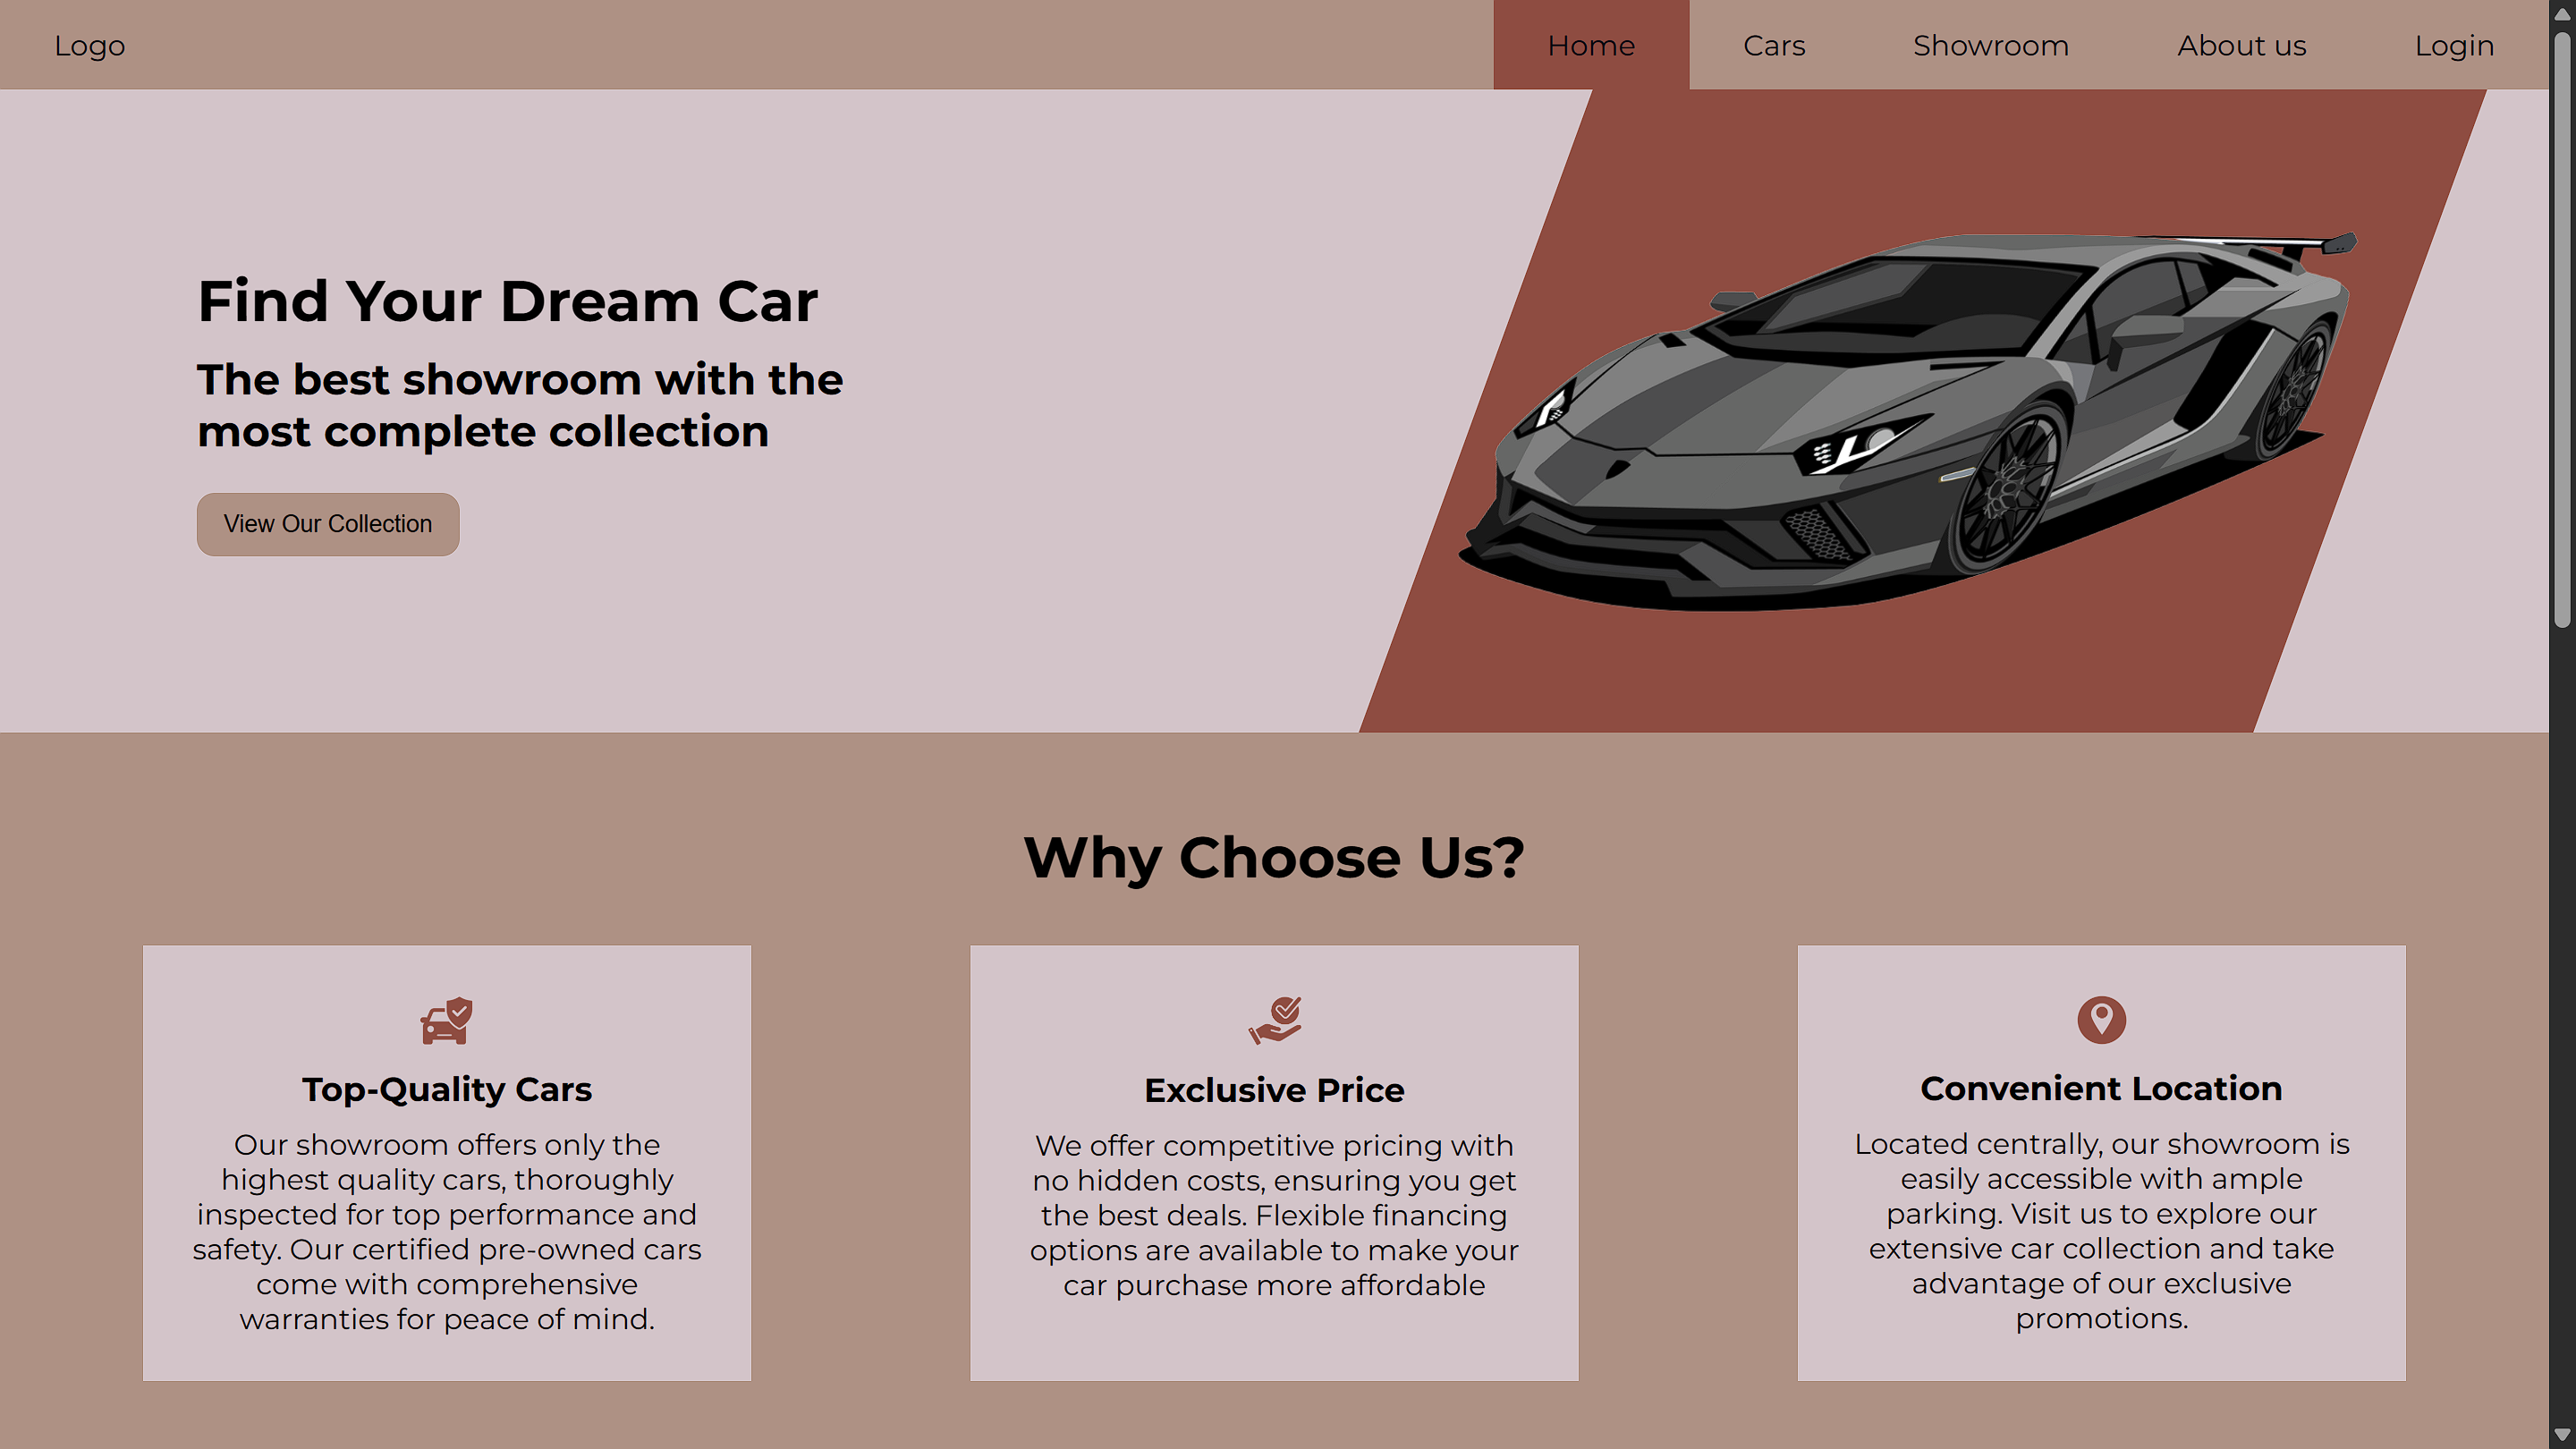 Logo
Home
Cars
Showroom
About us
Login
Find Your Dream Car
The best showroom with the
most complete collection
View Our Collection
Why Choose Us?
Top-Quality Cars
Our showroom offers only the
highest quality cars, thoroughly
inspected for top performance and
safety. Our certified pre-owned cars
come with comprehensive
warranties for peace of mind.
Exclusive Price
We offer competitive pricing with
no hidden costs, ensuring you get
the best deals. Flexible financing
options are available to make your
car purchase more affordable
Convenient Location
Located centrally, our showroom is
easily accessible with ample
parking. Visit us to explore our
extensive car collection and take
advantage of our exclusive
promotions.